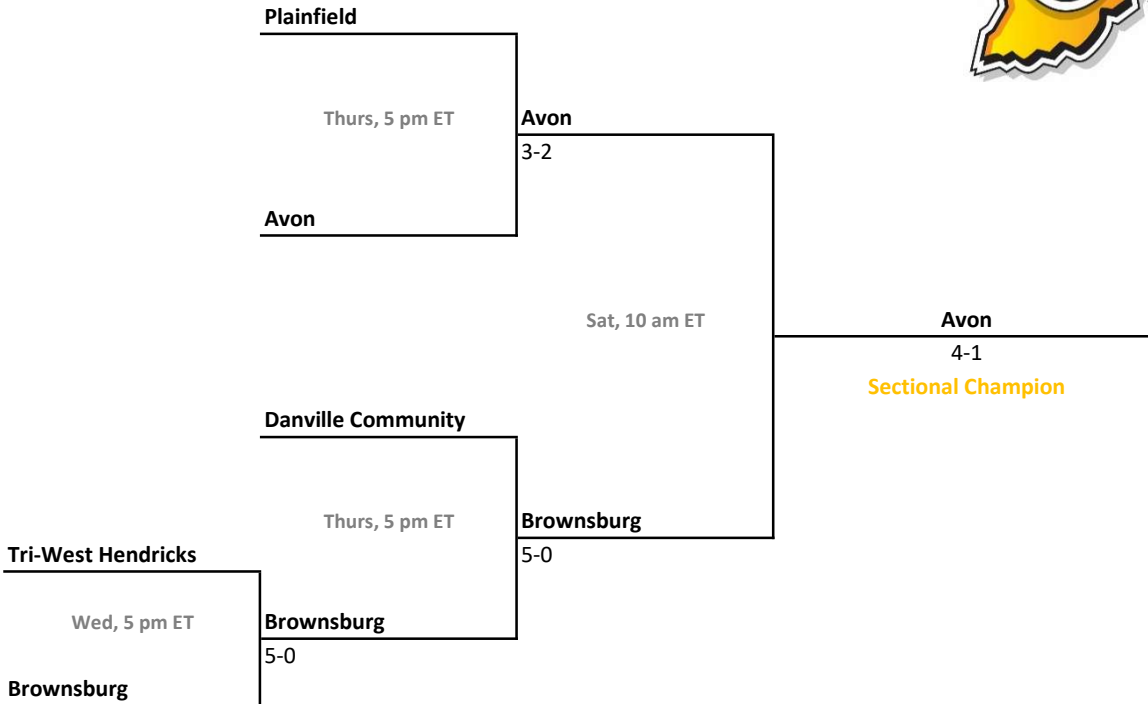 Plainfield
Thurs, 5 pm ET
Avon
3-2
Avon
Sat, 10 am ET
Avon
4-1
Sectional Champion
Danville Community
Thurs, 5 pm ET
Brownsburg
5-0
Tri-West Hendricks
Wed, 5 pm ET
Brownsburg
5-0
Brownsburg